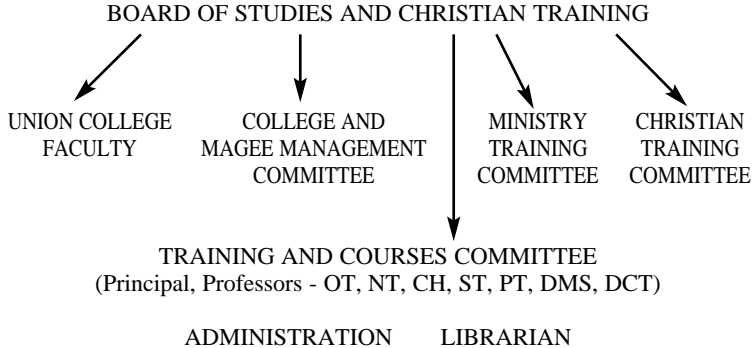 BOARD OF STUDIES AND CHRISTIAN TRAINING
UNION COLLEGE
FACULTY
COLLEGE AND
MAGEE MANAGEMENT
COMMITTEE
MINISTRY
TRAINING
COMMITTEE
CHRISTIAN
TRAINING
COMMITTEE
TRAINING AND COURSES COMMITTEE
(Principal, Professors - OT, NT, CH, ST, PT, DMS, DCT)
ADMINISTRATION LIBRARIAN